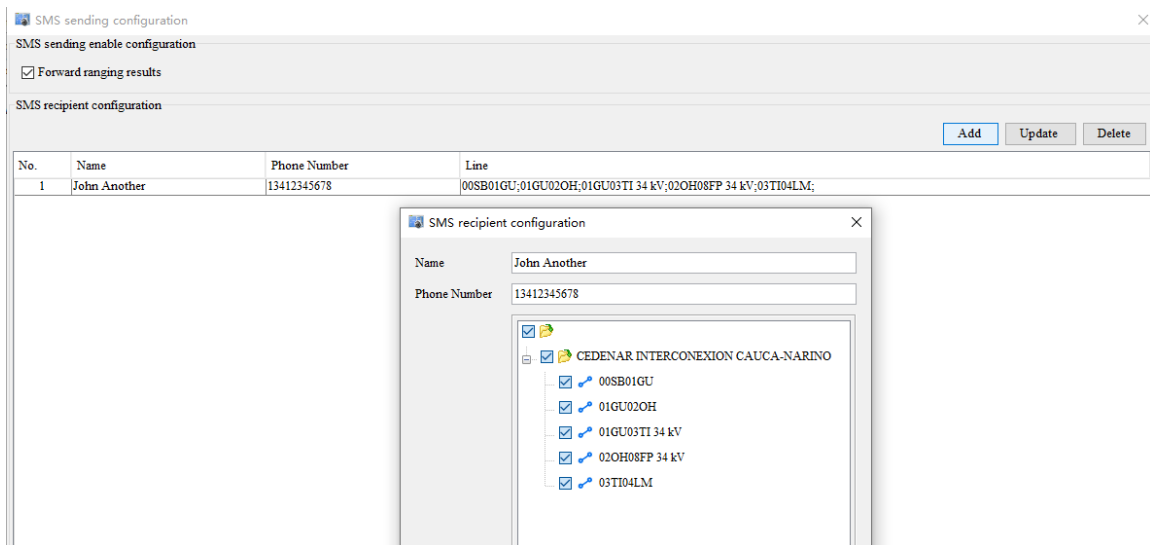 SMS sending configuration
SMS sending enable configuration
Forward ranging results
SMS recipient configuration
Add Update Delete
No. Name Phone Number Line
1 John Another 13412345678 00SB01GU;01GU02OH;01GU03TI 34 kV;02OH08FP 34 kV;03TI04LM;
SMS recipient configuration
Name John Another
Phone Number 13412345678
CEDENAR INTERCONEXION CAUCA-NARINO
00SB01GU
01GU02OH
01GU03TI 34 kV
02OH08FP 34 kV
03TI04LM